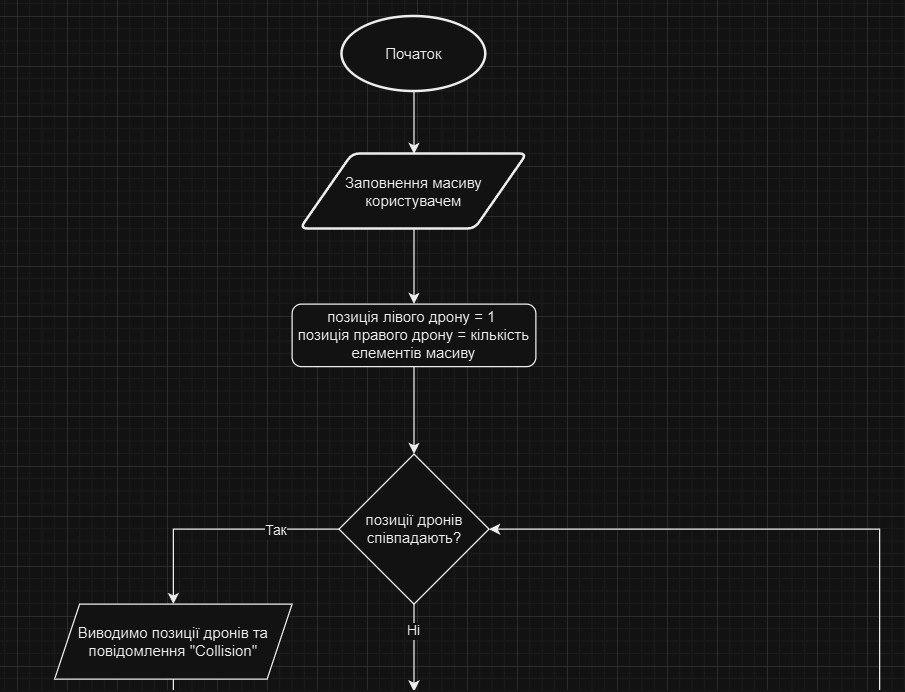 Початок
Заповнення масиву
користувачем
позиція лівого дрону = 1
позиція правого дрону = кількість
елементів масиву
позиції дронів
співпадають?
Так
Ні
Виводимо позиції дронів та
повідомлення "Collision"